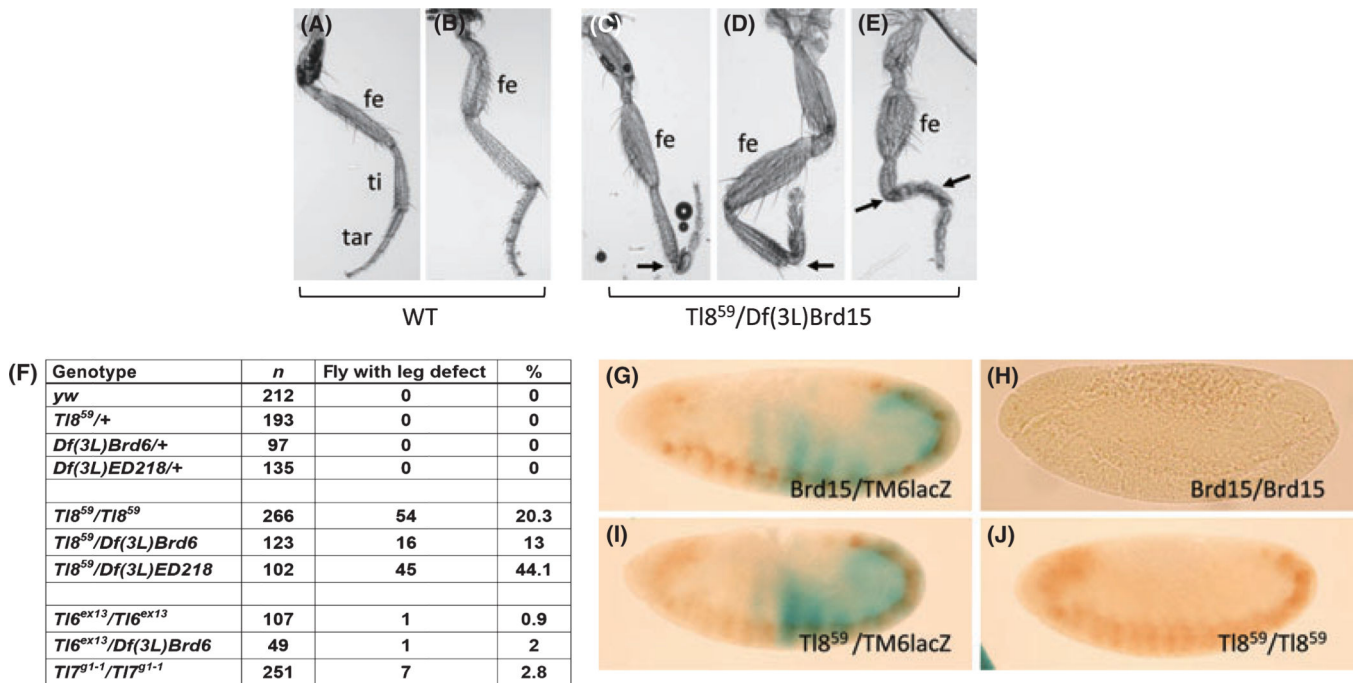 (A) (B) (C) (D) (E)
fe fe fe fe fe
ti
tar
WT
Tl8⁵⁹/Df(3L)Brd15
(F)
Genotype n Fly with leg defect %
yw 212 0 0
Tl8⁵⁹/+ 193 0 0
Df(3L)Brd6/+ 97 0 0
Df(3L)ED218/+ 135 0 0
Tl8⁵⁹/Tl8⁵⁹ 266 54 20.3
Tl8⁵⁹/Df(3L)Brd6 123 16 13
Tl8⁵⁹/Df(3L)ED218 102 45 44.1
Tl6ᵉˣ¹³/Tl6ᵉˣ¹³ 107 1 0.9
Tl6ᵉˣ¹³/Df(3L)Brd6 49 1 2
Tl7ᵍ¹⁻¹/Tl7ᵍ¹⁻¹ 251 7 2.8
(G)
Brd15/TM6lacZ
(H)
Brd15/Brd15
(I)
Tl8⁵⁹/TM6lacZ
(J)
Tl8⁵⁹/Tl8⁵⁹